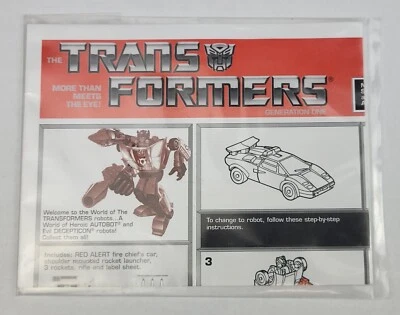 THE
TRANS
FORMERS
MORE THAN
MEETS
THE EYE!
GENERATION ONE
Welcome to the World of The
TRANSFORMERS robots...A
World of Heroic AUTOBOT and
Evil DECEPTICON robots!
Collect them all!
Includes: RED ALERT fire chief's car,
shoulder mounted rocket launcher,
2 rockets, rifle and label sheet.
To change to robot, follow these step-by-step
instructions.
3